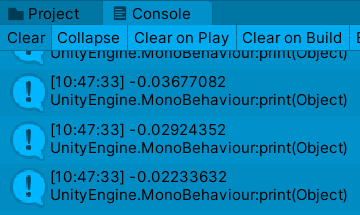 Project
Console
Clear Collapse Clear on Play Clear on Build
UnityEngine.MonoBehaviour:print(Object)
[10:47:33] -0.03677082
UnityEngine.MonoBehaviour:print(Object)
[10:47:33] -0.02924352
UnityEngine.MonoBehaviour:print(Object)
[10:47:33] -0.02233632
UnityEngine.MonoBehaviour:print(Object)